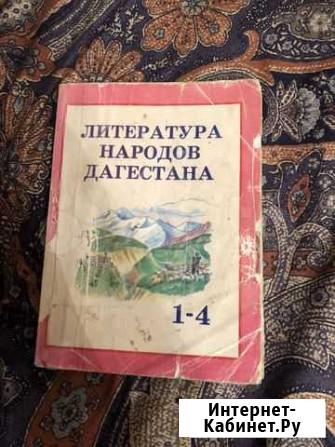 ЛИТЕРАТУРА
НАРОДОВ
ДАГЕСТАНА
1-4
Интернет-
Кабинет.Ру